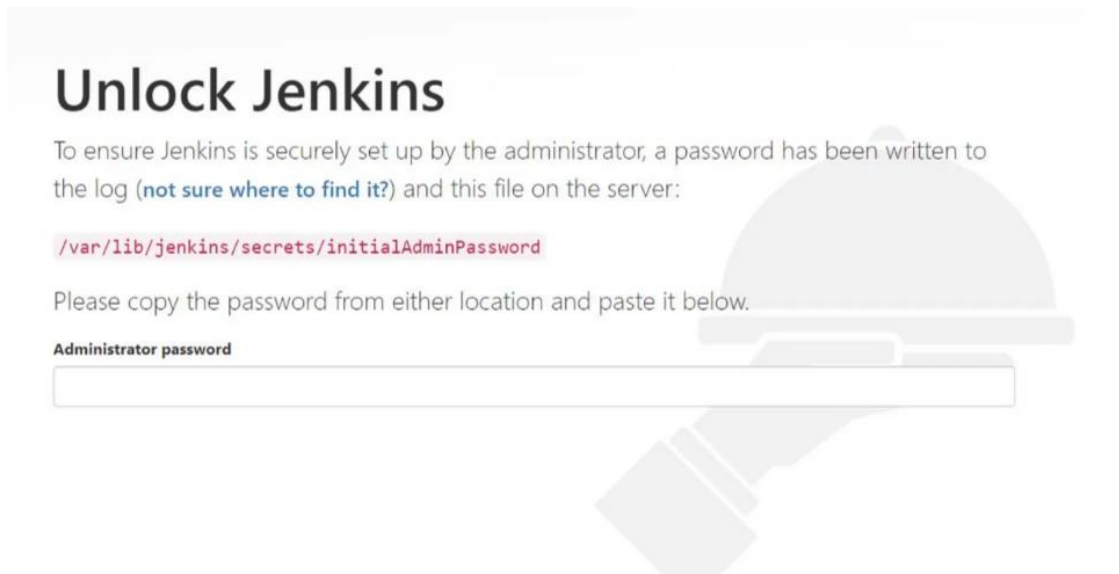 Unlock Jenkins
To ensure Jenkins is securely set up by the administrator, a password has been written to
the log (not sure where to find it?) and this file on the server:
/var/lib/jenkins/secrets/initialAdminPassword
Please copy the password from either location and paste it below.
Administrator password